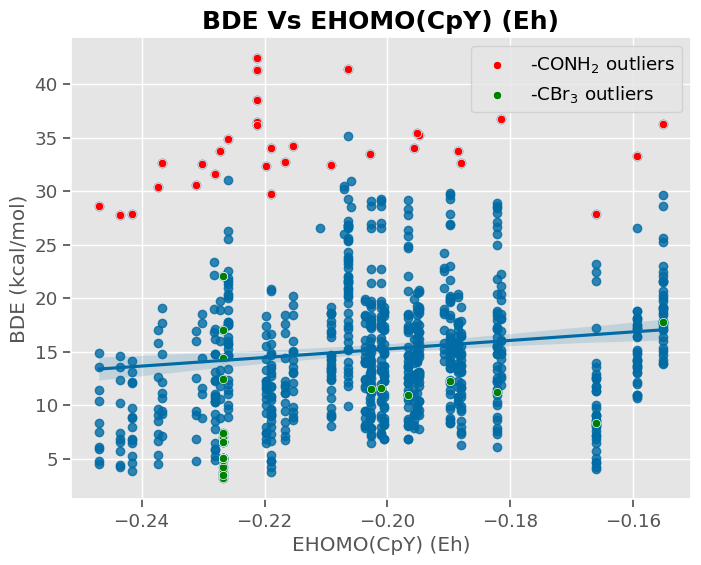 BDE Vs EHOMO(CpY) (Eh)
-CONH₂ outliers
-CBr₃ outliers
40
35
30
25
20
15
10
5
BDE (kcal/mol)
−0.24 −0.22 −0.20 −0.18 −0.16
EHOMO(CpY) (Eh)